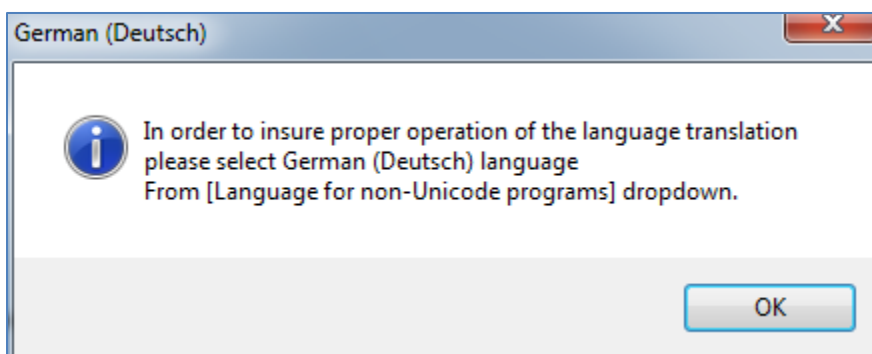 German (Deutsch)
In order to insure proper operation of the language translation
please select German (Deutsch) language
From [Language for non-Unicode programs] dropdown.
OK